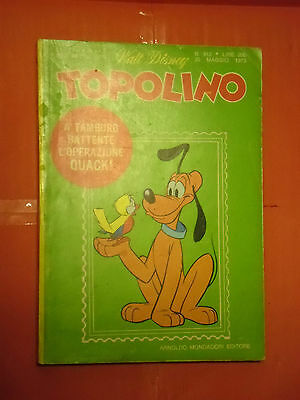 Walt Disney
N. 912 • LIRE 200
20 MAGGIO 1973
TOPOLINO
A TAMBURO
BATTENTE
L'OPERAZIONE
QUACK!
ARNOLDO MONDADORI EDITORE